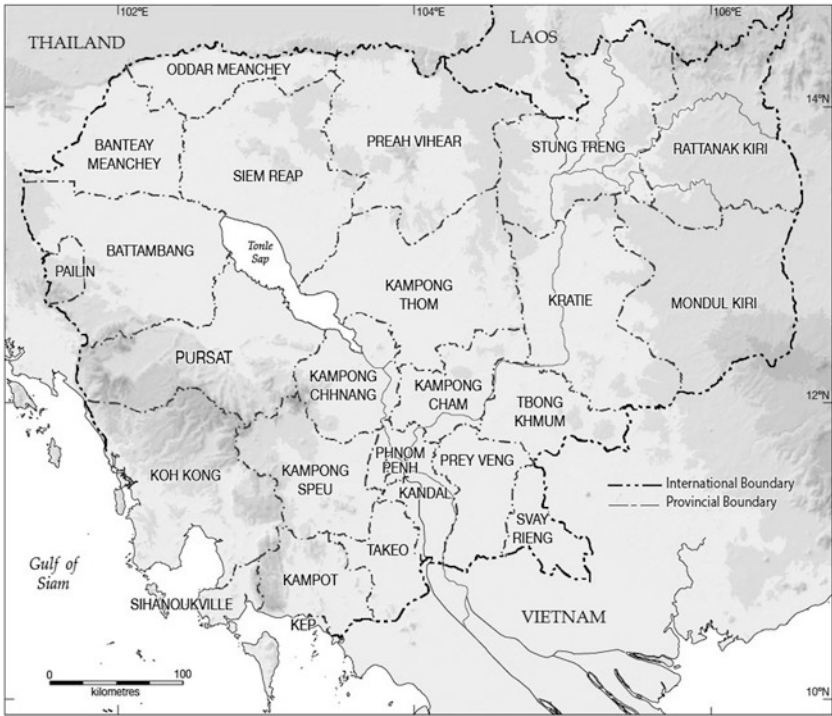 102°E
104°E
106°E
THAILAND
LAOS
ODDAR MEANCHEY
14°N
BANTEAY
MEANCHEY
PREAH VIHEAR
STUNG TRENG
RATTANAK KIRI
SIEM REAP
BATTAMBANG
Tonle
Sap
PAILIN
KAMPONG
THOM
KRATIE
MONDUL KIRI
PURSAT
KAMPONG
CHHNANG
KAMPONG
CHAM
TBONG
KHMUM
12°N
KOH KONG
KAMPONG
SPEU
PHNOM
PENH
PREY VENG
KANDAL
International Boundary
Provincial Boundary
SVAY
RIENG
TAKEO
Gulf of
Siam
KAMPOT
SIHANOUKVILLE
KEP
VIETNAM
0 100
kilometres
10°N